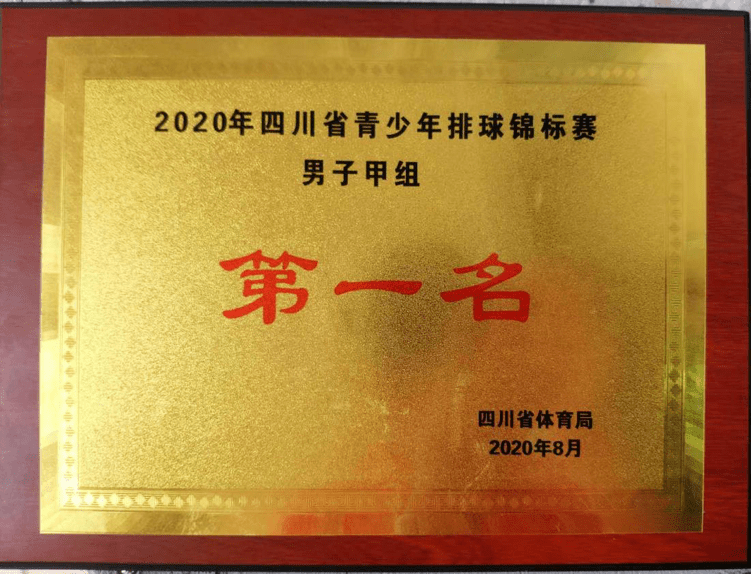 2020年四川省青少年排球锦标赛
男子甲组
第一名
四川省体育局
2020年8月